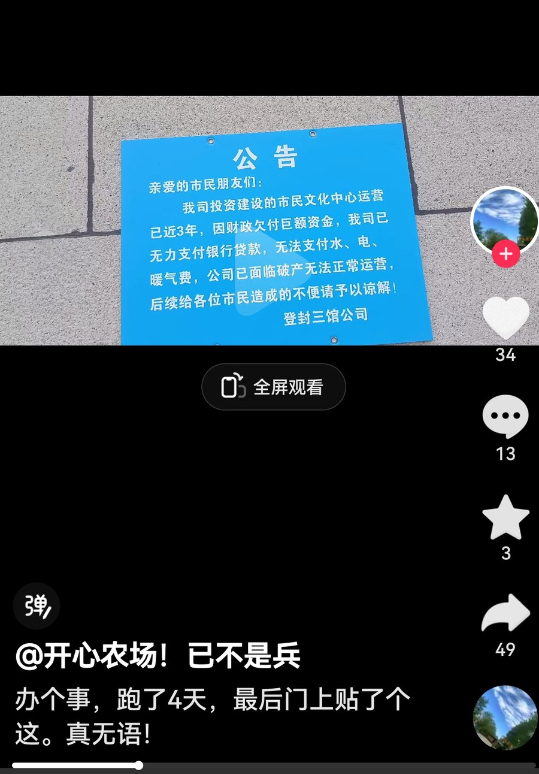 公告
亲爱的市民朋友们：
我司投资建设的市民文化中心运营
已近3年，因财政欠付巨额资金，我司已
无力支付银行贷款，无法支付水、电、
暖气费，公司已面临破产无法正常运营，
后续给各位市民造成的不便请予以谅解！
登封三馆公司
34
全屏观看
13
3
弹
49
@开心农场！已不是兵
办个事，跑了4天，最后门上贴了个
这。真无语！